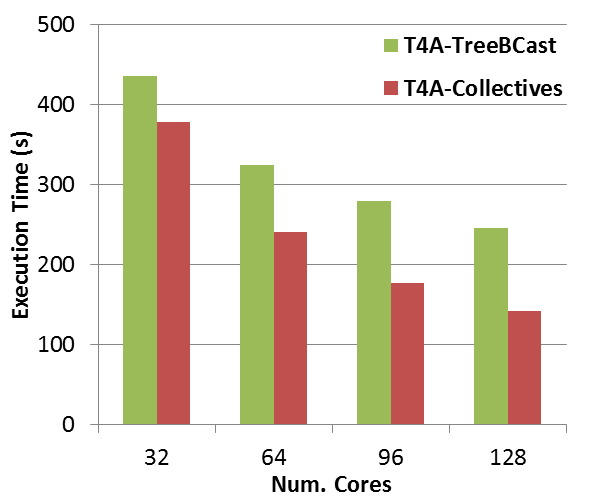 500
400
300
200
100
0
Execution Time (s)
T4A-TreeBCast
T4A-Collectives
32 64 96 128
Num. Cores